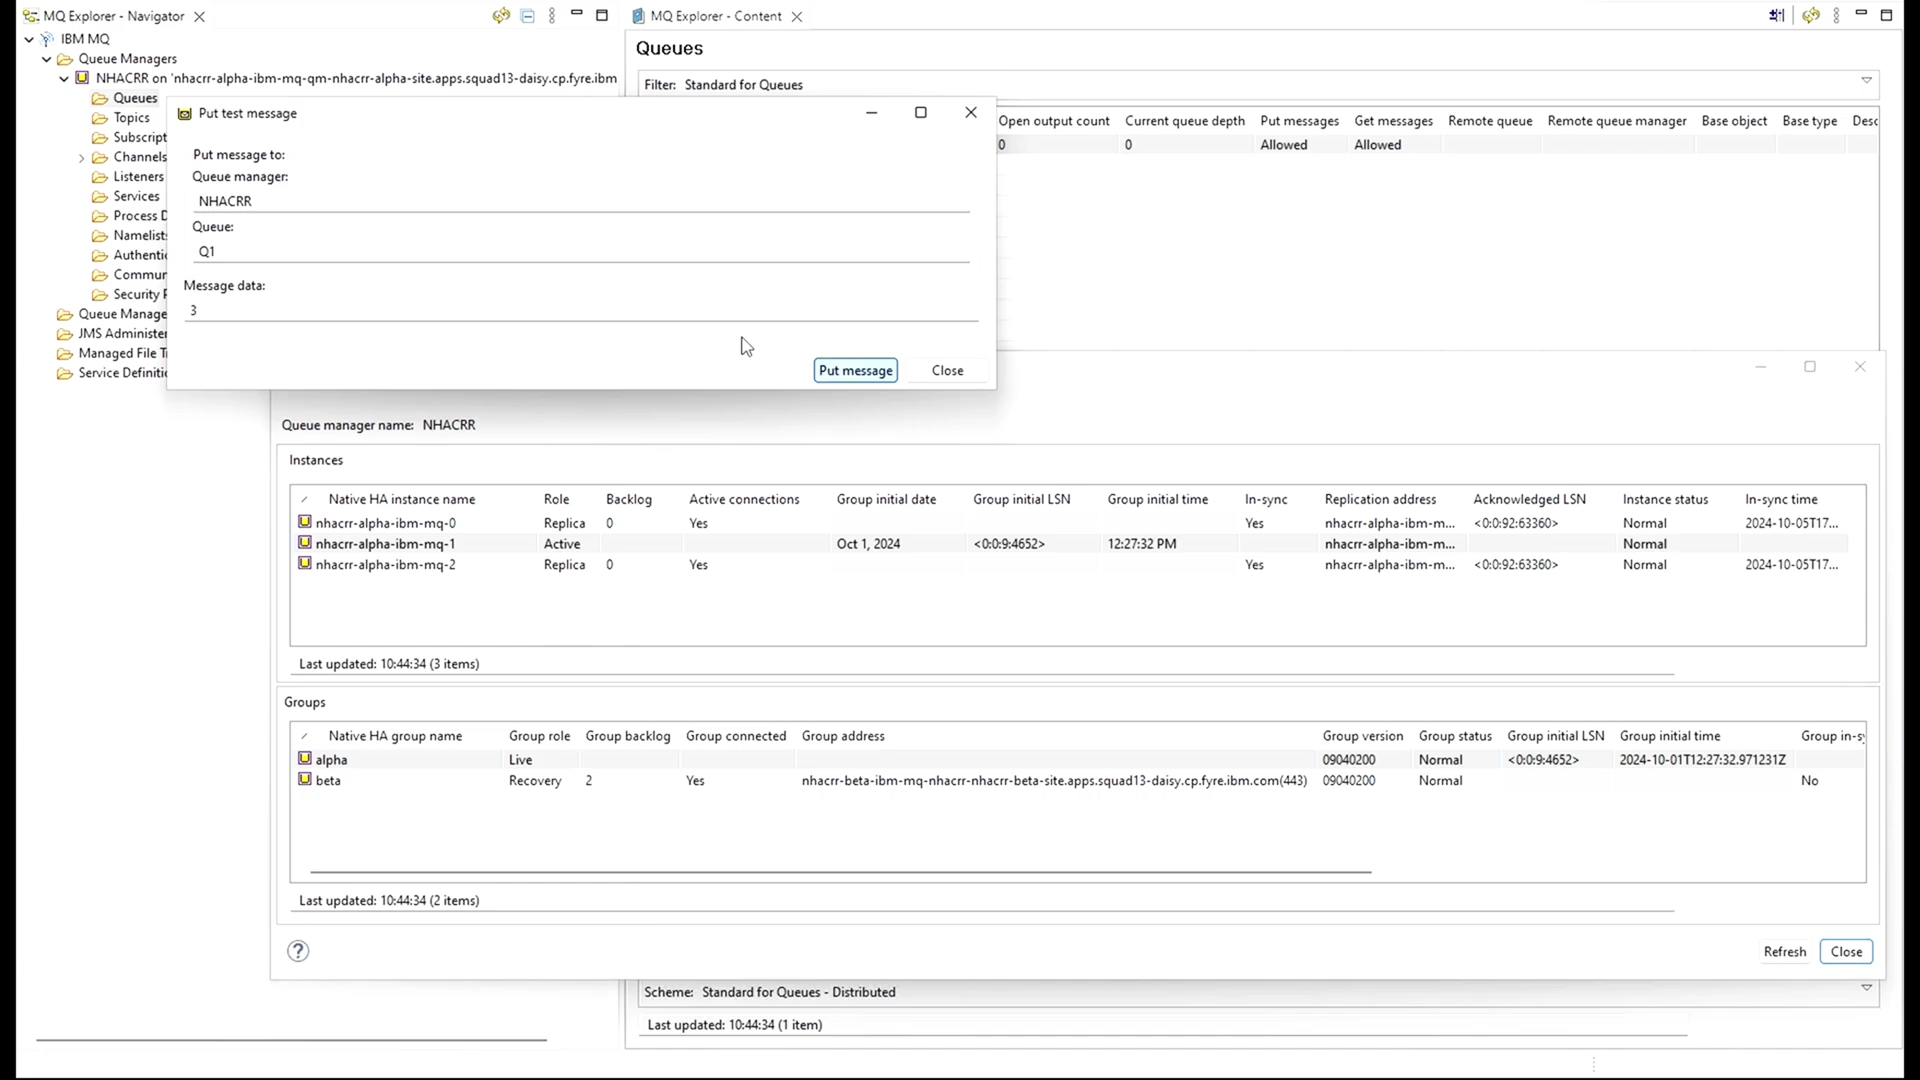 MQ Explorer - Navigator
IBM MQ
Queue Managers
NHACRR on 'nhacrr-alpha-ibm-mq-qm-nhacrr-alpha-site.apps.squad13-daisy.cp.fyre.ibm
Queues
Topics
Subscript
Channels
Listeners
Services
Process D
Namelist
Authenti
Commun
Security
Queue Manage
JMS Administe
Managed File T
Service Definiti
MQ Explorer - Content
Queues
Filter: Standard for Queues
Open output count Current queue depth Put messages Get messages Remote queue Remote queue manager Base object Base type Desc
0 0 Allowed Allowed
Put test message
Put message to:
Queue manager:
NHACRR
Queue:
Q1
Message data:
3
Put message Close
Queue manager name: NHACRR
Instances
Native HA instance name Role Backlog Active connections Group initial date Group initial LSN Group initial time In-sync Replication address Acknowledged LSN Instance status In-sync time
nhacrr-alpha-ibm-mq-0 Replica 0 Yes Yes nhacrr-alpha-ibm-m... <0:0:92:63360> Normal 2024-10-05T17...
nhacrr-alpha-ibm-mq-1 Active Oct 1, 2024 <0:0:9:4652> 12:27:32 PM nhacrr-alpha-ibm-m... Normal
nhacrr-alpha-ibm-mq-2 Replica 0 Yes Yes nhacrr-alpha-ibm-m... <0:0:92:63360> Normal 2024-10-05T17...
Last updated: 10:44:34 (3 items)
Groups
Native HA group name Group role Group backlog Group connected Group address Group version Group status Group initial LSN Group initial time Group in-sy
alpha Live 09040200 Normal <0:0:9:4652> 2024-10-01T12:27:32.971231Z
beta Recovery 2 Yes nhacrr-beta-ibm-mq-nhacrr-nhacrr-beta-site.apps.squad13-daisy.cp.fyre.ibm.com(443) 09040200 Normal No
Last updated: 10:44:34 (2 items)
? Refresh Close
Scheme: Standard for Queues - Distributed
Last updated: 10:44:34 (1 item)